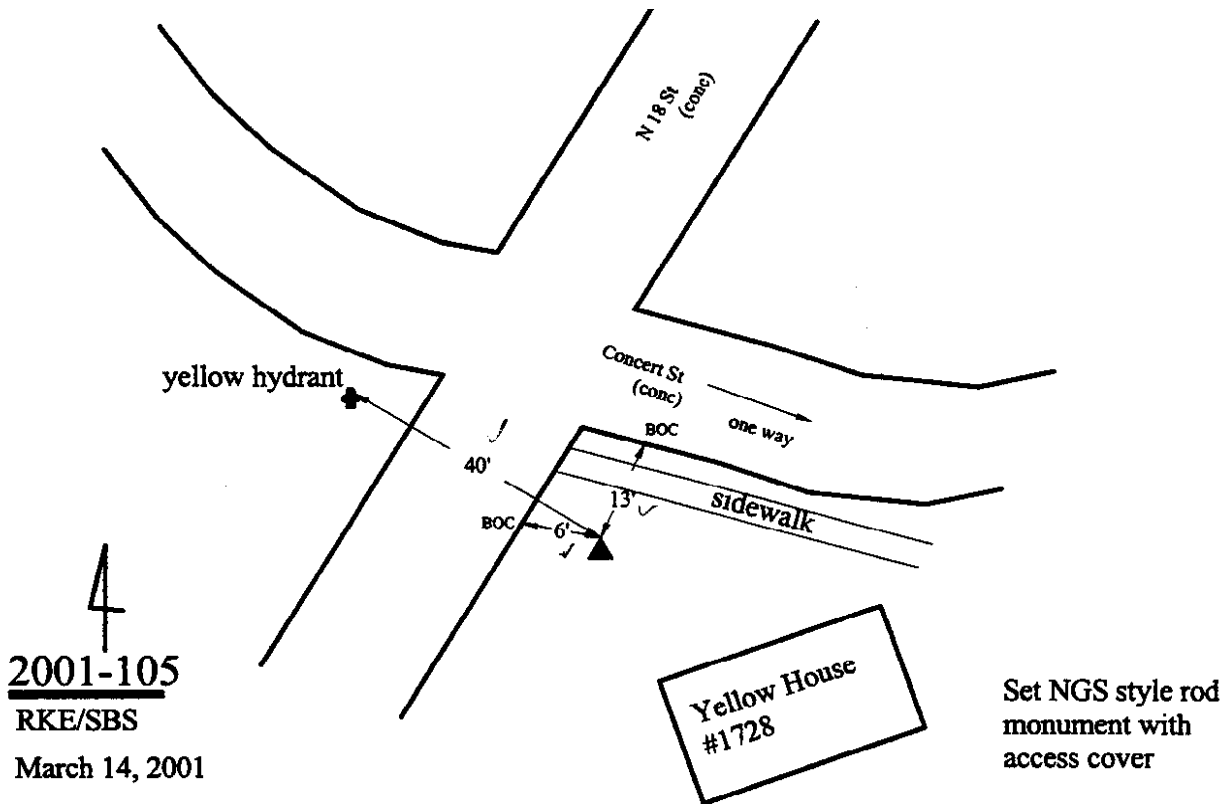 N 18 St
(conc)
Concert St
(conc)
one way
yellow hydrant
BOC
40'
13'
sidewalk
BOC
6'
2001-105
RKE/SBS
March 14, 2001
Yellow House
#1728
Set NGS style rod
monument with
access cover